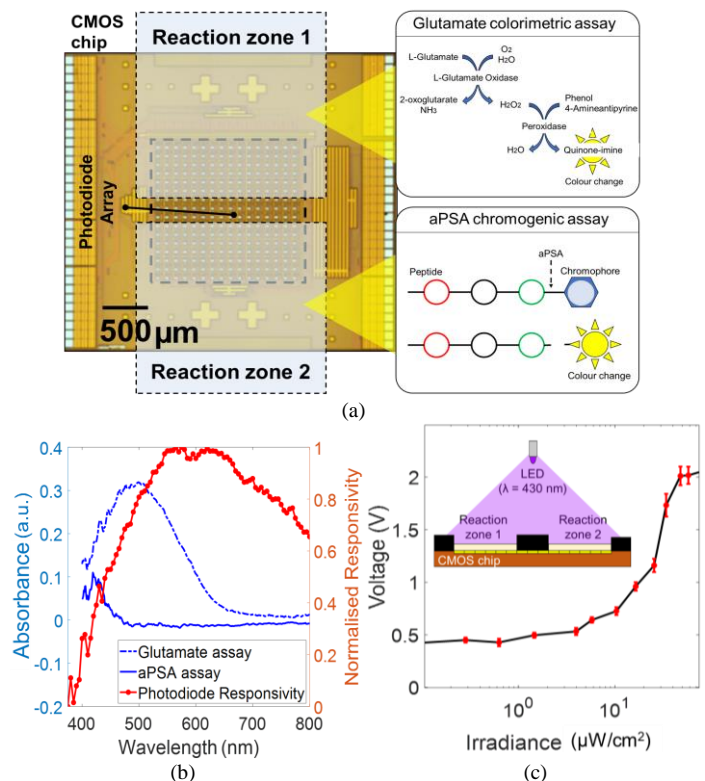 CMOS
chip
Reaction zone 1
Photodiode
Array
500µm
Reaction zone 2
Glutamate colorimetric assay
L-Glutamate
O2
H2O
L-Glutamate Oxidase
2-oxoglutarate
NH3
H2O2
Phenol
4-Amineantipyrine
Peroxidase
H2O
Quinone-imine
Colour change
aPSA chromogenic assay
aPSA
Peptide
Chromophore
Colour change
(a)
Absorbance (a.u.)
0.4
0.3
0.2
0.1
0
-0.1
-0.2
400 500 600 700 800
Wavelength (nm)
1
0.8
0.6
0.4
0.2
0
Normalised Responsivity
Glutamate assay
aPSA assay
Photodiode Responsivity
(b)
Voltage (V)
2
1.5
1
0.5
0
LED
(λ = 430 nm)
Reaction
zone 1
Reaction
zone 2
CMOS chip
10^0 10^1
Irradiance (µW/cm²)
(c)